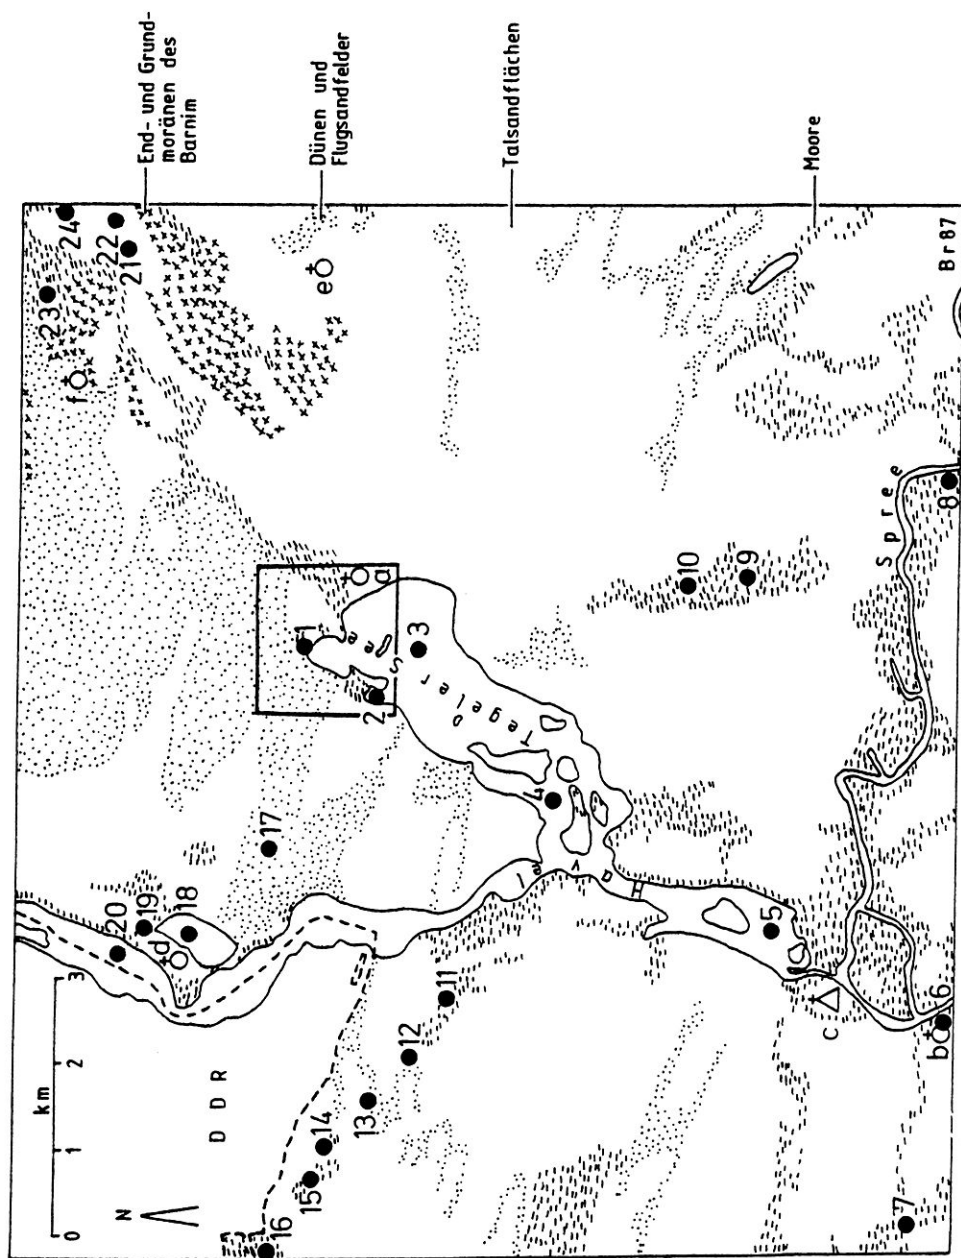 End- und Grund-
moränen des
Barnim
Dünen und
Flugsandfelder
Talsandflächen
Moore
km
0
1
2
3
N
D D R
Tegeler See
Havel
Spree
1
2
3
4
5
6
7
8
9
10
11
12
13
14
15
16
17
18
19
20
21
22
23
24
a
b
c
d
e
f
Br 87